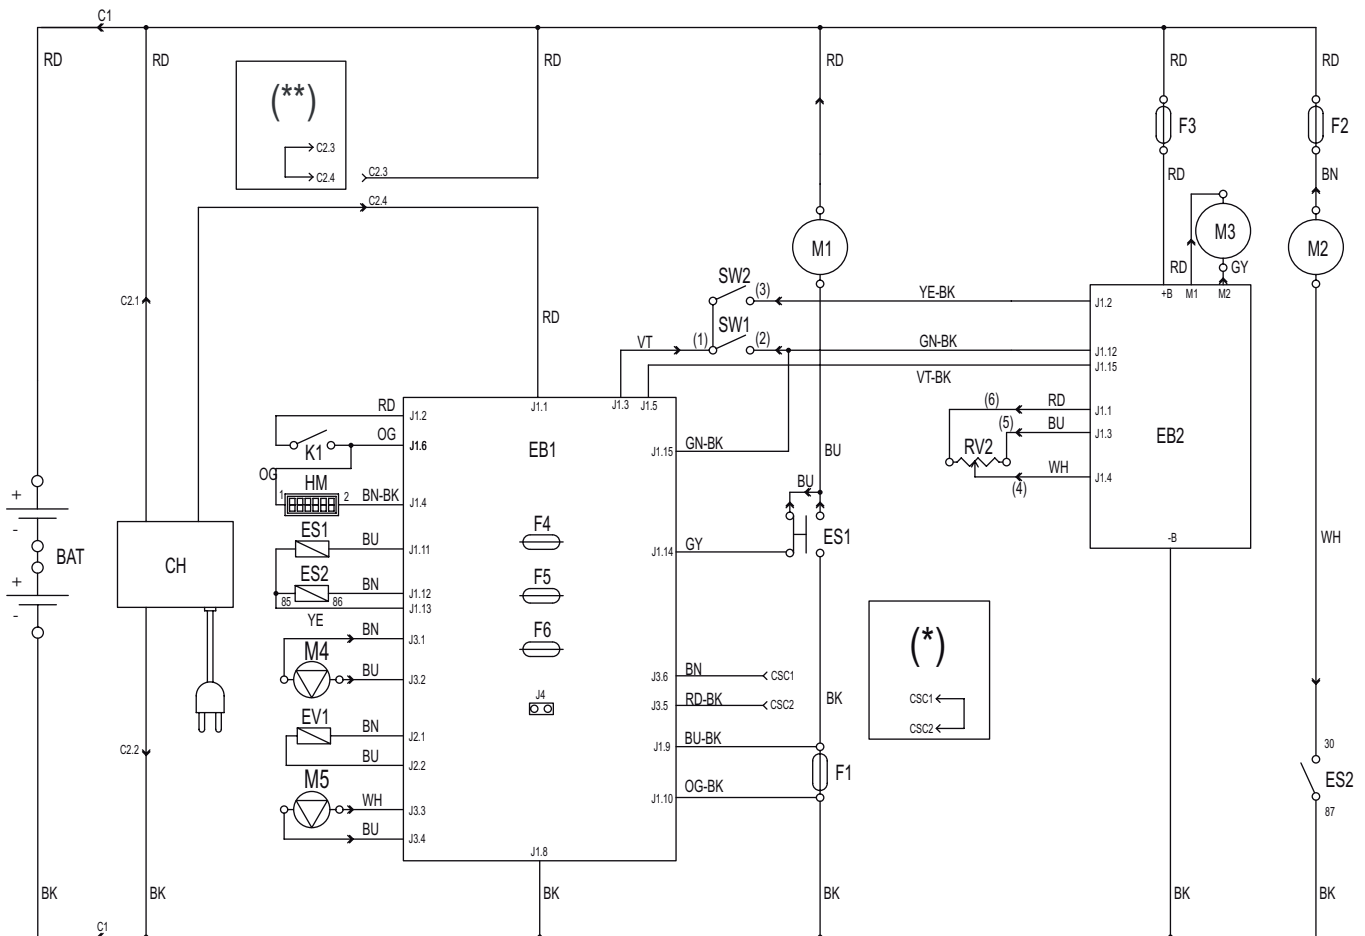 C1
RD
RD
RD
RD
RD
RD
(**)
C2.3
C2.4
C2.3
C2.4
F3
F2
RD
BN
M1
M3
M2
RD
GY
C2.1
SW2
(3)
YE-BK
+B
M1
M2
J1.2
RD
SW1
VT
(1)
(2)
GN-BK
J1.12
VT-BK
J1.15
J1.1
J1.3
J1.5
RD
J1.2
OG
J1.6
K1
EB1
GN-BK
J1.15
(6)
RD
J1.1
(5)
BU
J1.3
RV2
EB2
WH
J1.4
(4)
BU
OG
HM
1
2
BN-BK
J1.4
BU
ES1
BU
J1.11
F4
J1.14
GY
ES1
-B
WH
+
-
BAT
+
-
CH
ES2
BN
J1.12
85
86
J1.13
YE
F5
BN
J3.1
M4
F6
BU
J3.2
(*)
CSC1
CSC2
J3.6
BN
CSC1
J3.5
RD-BK
CSC2
J4
BK
EV1
BN
J2.1
BU
J2.2
J1.9
BU-BK
C2.2
30
ES2
87
M5
WH
J3.3
BU
J3.4
F1
J1.10
OG-BK
J1.8
BK
BK
BK
BK
BK
BK
C1